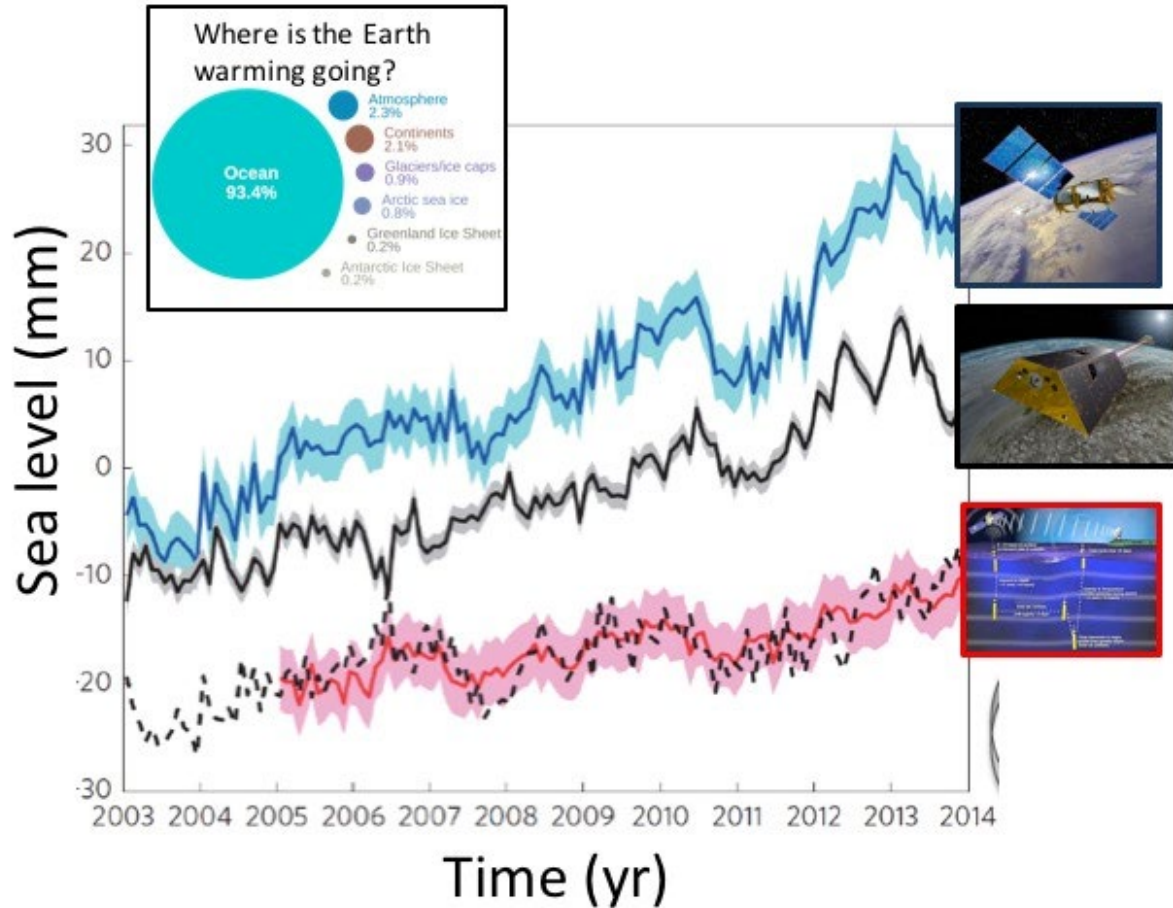 Where is the Earth
warming going?
Ocean
93.4%
Atmosphere
2.3%
Continents
2.1%
Glaciers/ice caps
0.9%
Arctic sea ice
0.8%
Greenland Ice Sheet
0.2%
Antarctic Ice Sheet
0.2%
Sea level (mm)
30
20
10
0
-10
-20
-30
2003 2004 2005 2006 2007 2008 2009 2010 2011 2012 2013 2014
Time (yr)